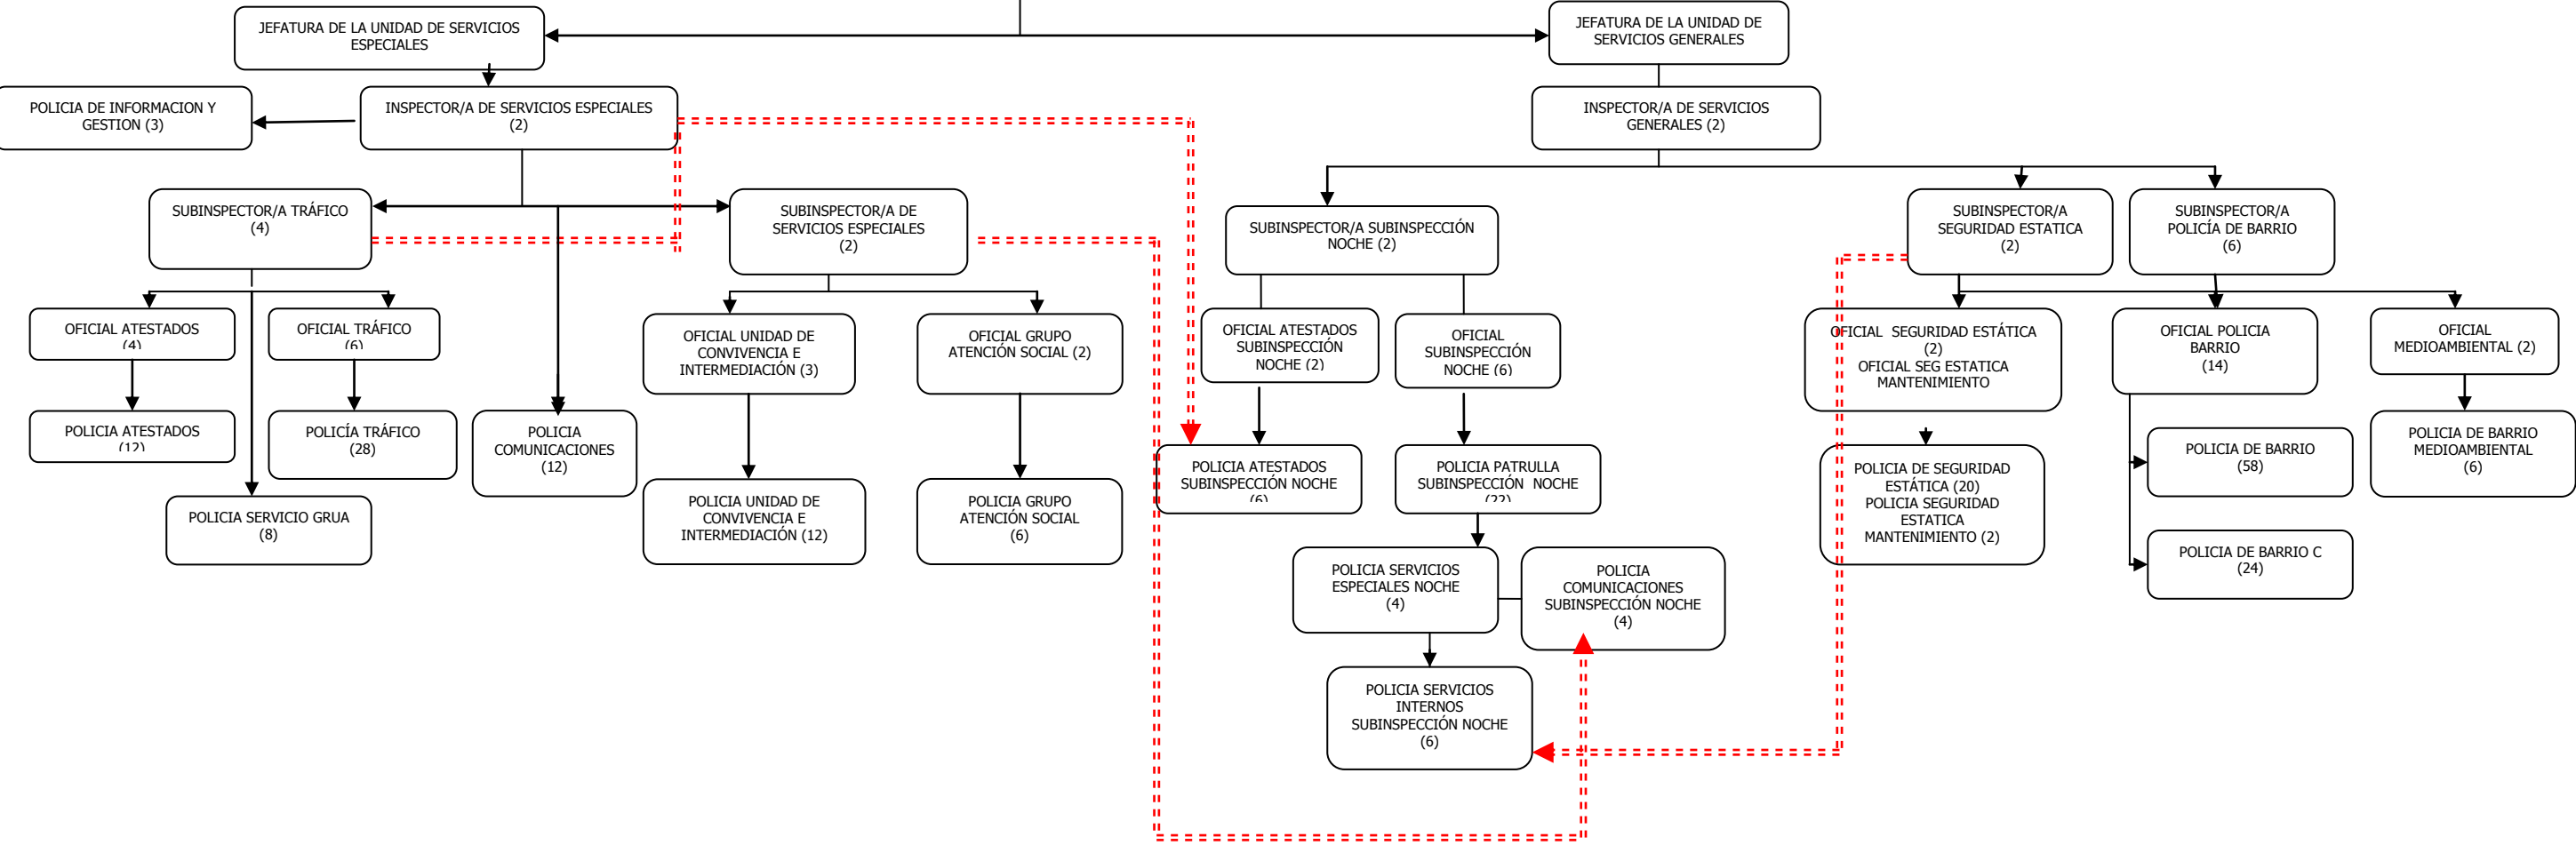 JEFATURA DE LA UNIDAD DE SERVICIOS
ESPECIALES
JEFATURA DE LA UNIDAD DE
SERVICIOS GENERALES
POLICIA DE INFORMACION Y
GESTION (3)
INSPECTOR/A DE SERVICIOS ESPECIALES
(2)
INSPECTOR/A DE SERVICIOS
GENERALES (2)
SUBINSPECTOR/A TRÁFICO
(4)
SUBINSPECTOR/A DE
SERVICIOS ESPECIALES
(2)
SUBINSPECTOR/A SUBINSPECCIÓN
NOCHE (2)
SUBINSPECTOR/A
SEGURIDAD ESTATICA
(2)
SUBINSPECTOR/A
POLICÍA DE BARRIO
(6)
OFICIAL ATESTADOS
(4)
OFICIAL TRÁFICO
(6)
OFICIAL UNIDAD DE
CONVIVENCIA E
INTERMEDIACIÓN (3)
OFICIAL GRUPO
ATENCIÓN SOCIAL (2)
OFICIAL ATESTADOS
SUBINSPECCIÓN
NOCHE (2)
OFICIAL
SUBINSPECCIÓN
NOCHE (6)
OFICIAL  SEGURIDAD ESTÁTICA
(2)
OFICIAL SEG ESTATICA
MANTENIMIENTO
OFICIAL POLICIA
BARRIO
(14)
OFICIAL
MEDIOAMBIENTAL (2)
POLICIA ATESTADOS
(12)
POLICÍA TRÁFICO
(28)
POLICIA
COMUNICACIONES
(12)
POLICIA SERVICIO GRUA
(8)
POLICIA UNIDAD DE
CONVIVENCIA E
INTERMEDIACIÓN (12)
POLICIA GRUPO
ATENCIÓN SOCIAL
(6)
POLICIA ATESTADOS
SUBINSPECCIÓN NOCHE
(6)
POLICIA PATRULLA
SUBINSPECCIÓN  NOCHE
(22)
POLICIA DE SEGURIDAD
ESTÁTICA (20)
POLICIA SEGURIDAD
ESTATICA
MANTENIMIENTO (2)
POLICIA DE BARRIO
(58)
POLICIA DE BARRIO
MEDIOAMBIENTAL
(6)
POLICIA DE BARRIO C
(24)
POLICIA SERVICIOS
ESPECIALES NOCHE
(4)
POLICIA
COMUNICACIONES
SUBINSPECCIÓN NOCHE
(4)
POLICIA SERVICIOS
INTERNOS
SUBINSPECCIÓN NOCHE
(6)